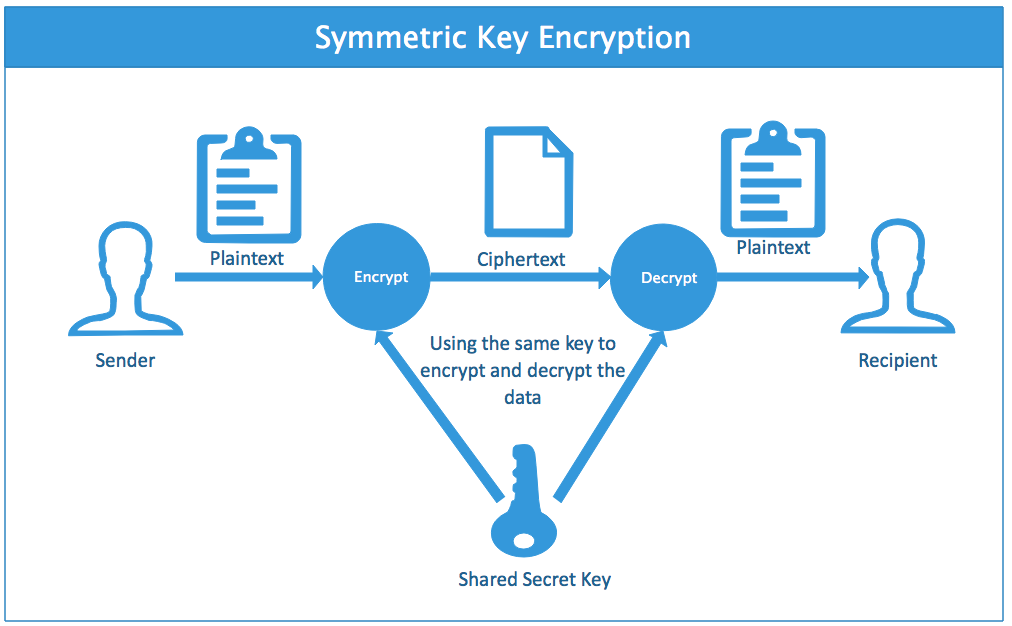 Symmetric Key Encryption
Plaintext
Ciphertext
Plaintext
Encrypt
Decrypt
Sender
Using the same key to
encrypt and decrypt the
data
Recipient
Shared Secret Key